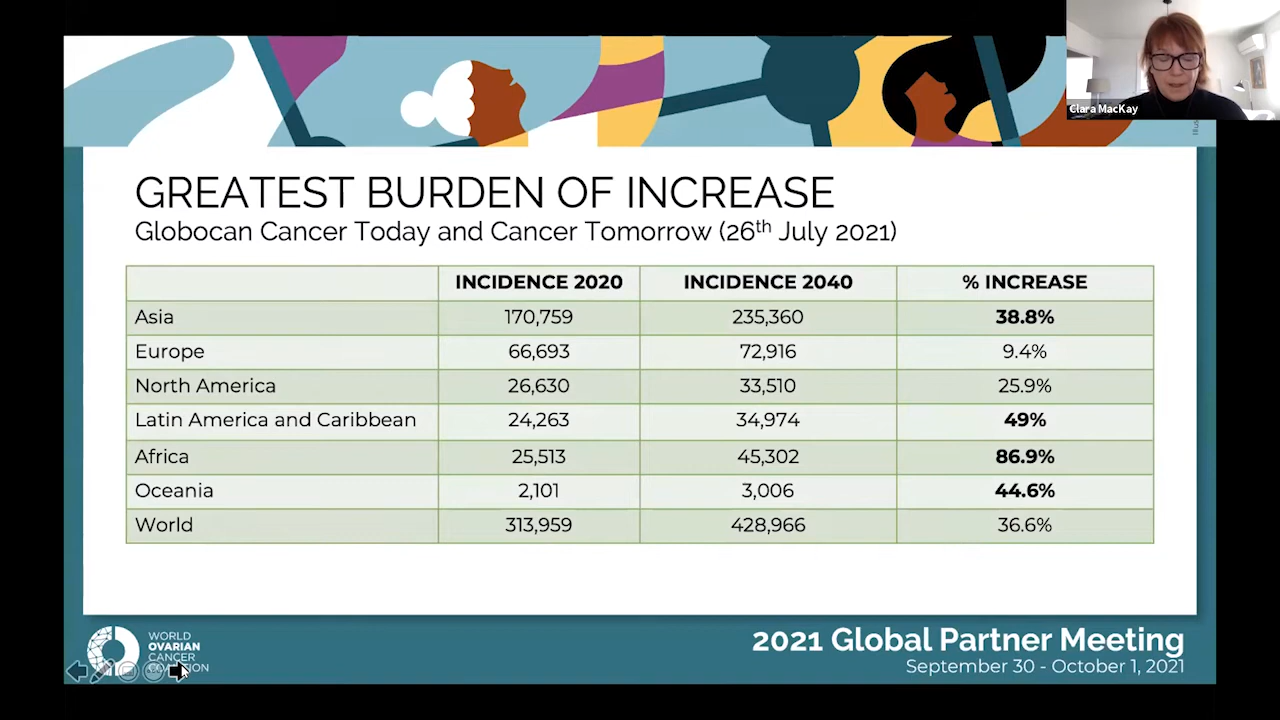 Clara MacKay
GREATEST BURDEN OF INCREASE
Globocan Cancer Today and Cancer Tomorrow (26th July 2021)
INCIDENCE 2020 INCIDENCE 2040 % INCREASE
Asia 170,759 235,360 38.8%
Europe 66,693 72,916 9.4%
North America 26,630 33,510 25.9%
Latin America and Caribbean 24,263 34,974 49%
Africa 25,513 45,302 86.9%
Oceania 2,101 3,006 44.6%
World 313,959 428,966 36.6%
WORLD
OVARIAN
CANCER
2021 Global Partner Meeting
September 30 - October 1, 2021